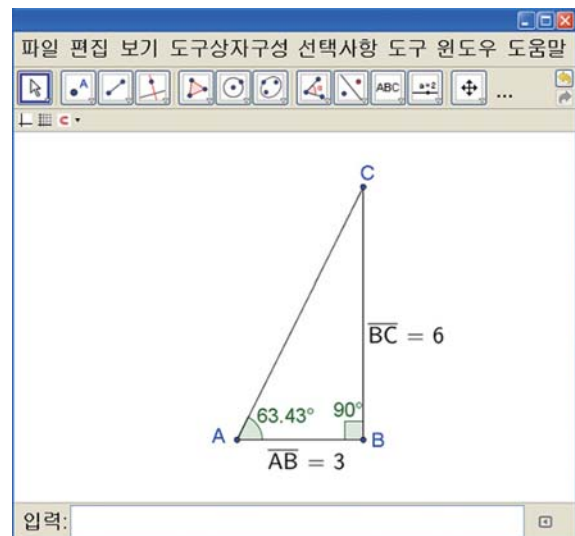 파일 편집 보기 도구상자구성 선택사항 도구 윈도우 도움말
A ABC a=2 ...
C
BC = 6
63.43° 90°
A B
AB = 3
입력: